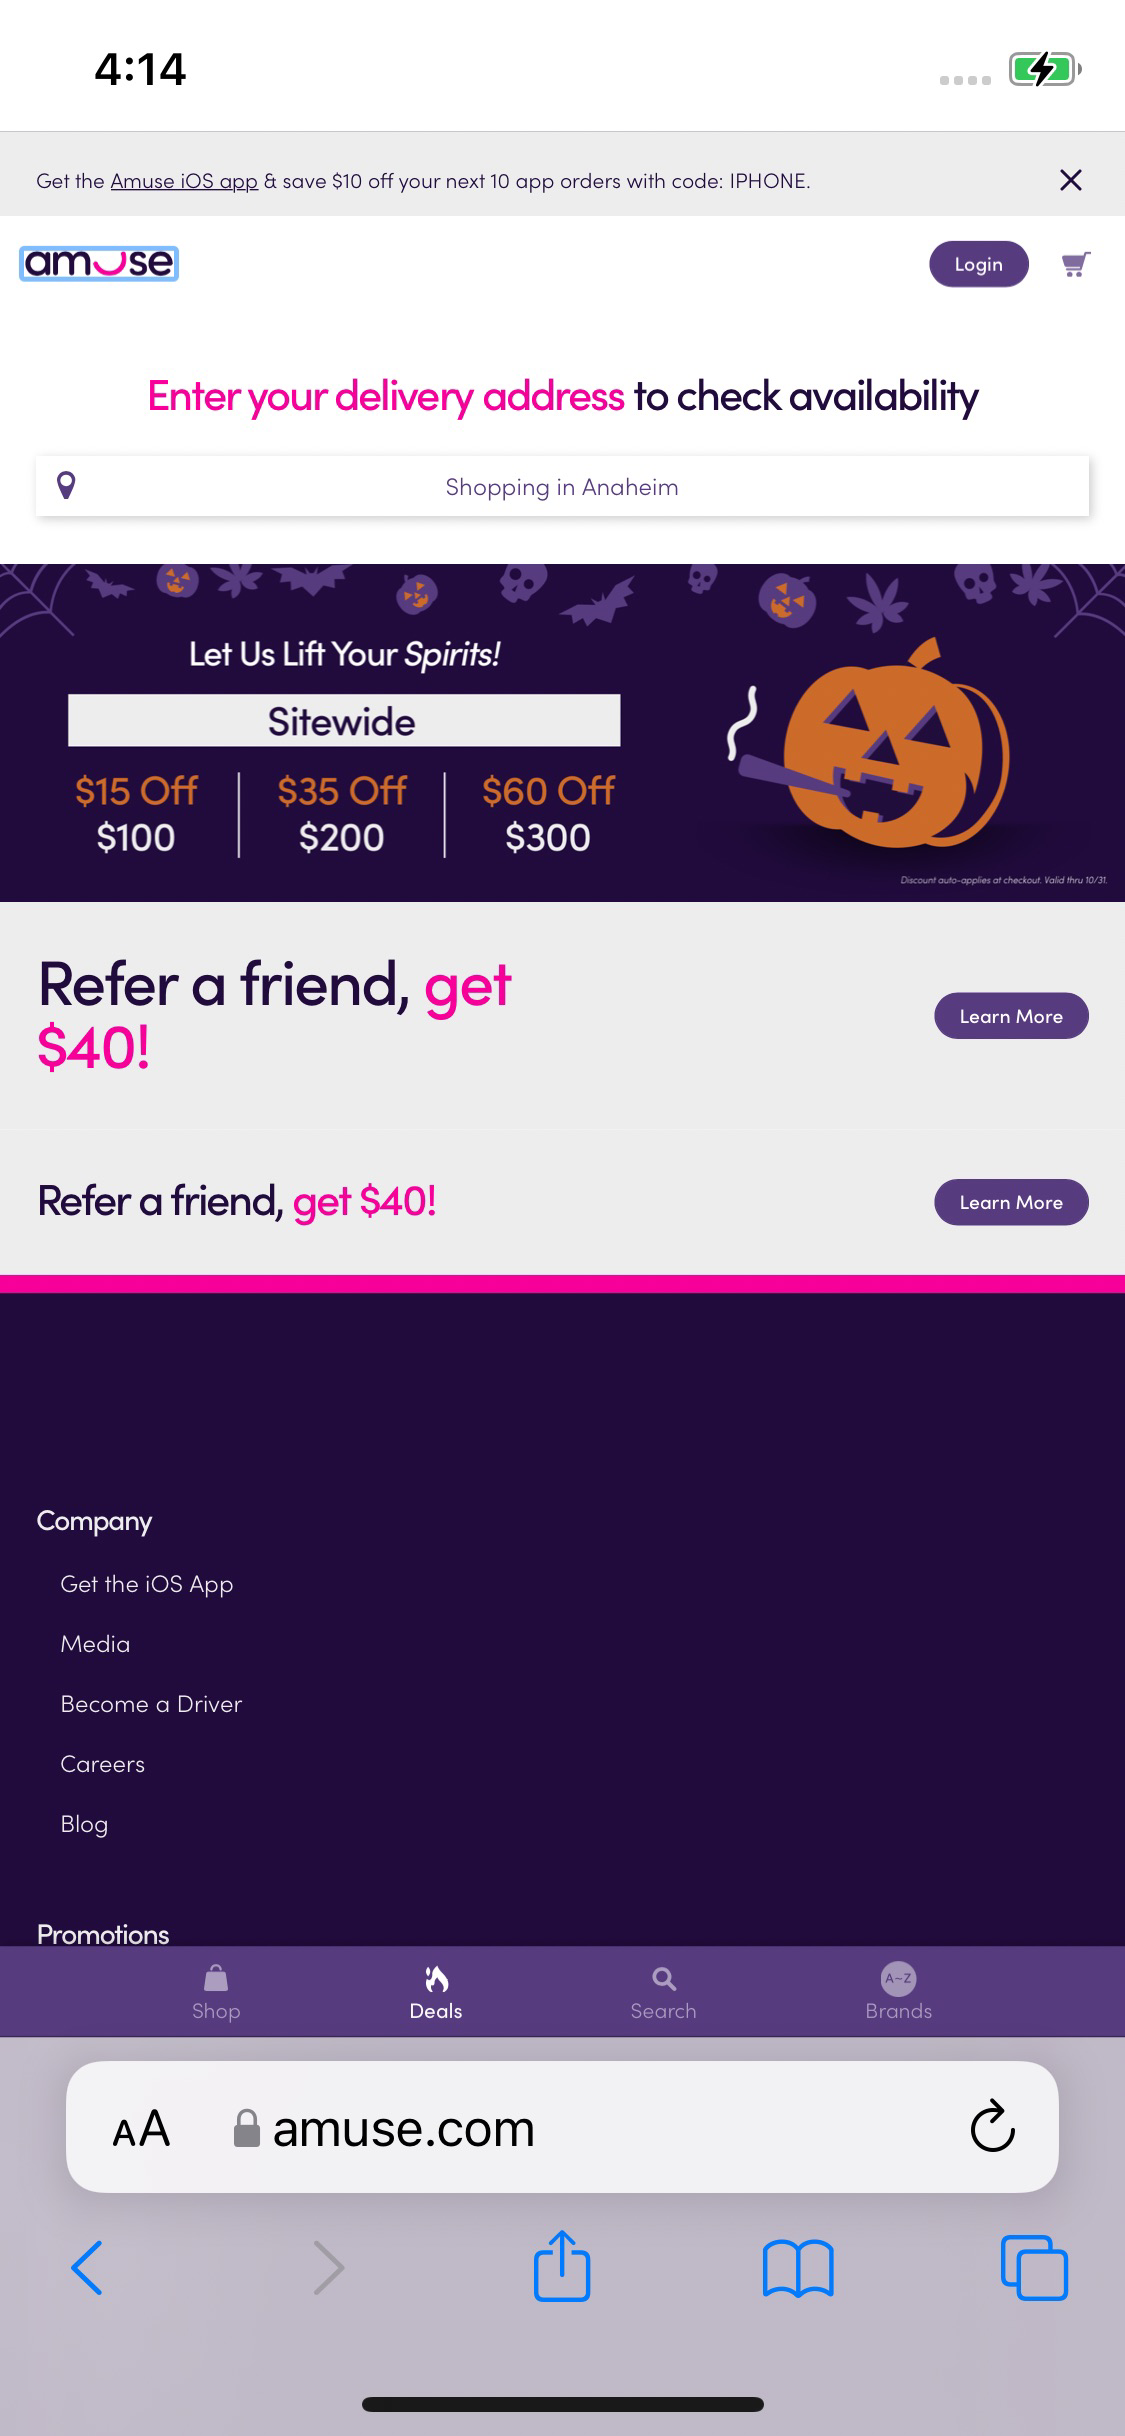 4:14
Get the Amuse iOS app & save $10 off your next 10 app orders with code: IPHONE.
amuse
Login
Enter your delivery address to check availability
Shopping in Anaheim
Let Us Lift Your Spirits!
Sitewide
$15 Off $35 Off $60 Off
$100 $200 $300
Discount auto-applies at checkout. Valid thru 10/31.
Refer a friend, get
$40!
Learn More
Refer a friend, get $40!
Learn More
Company
Get the iOS App
Media
Become a Driver
Careers
Blog
Promotions
A~Z
Shop Deals Search Brands
AA amuse.com